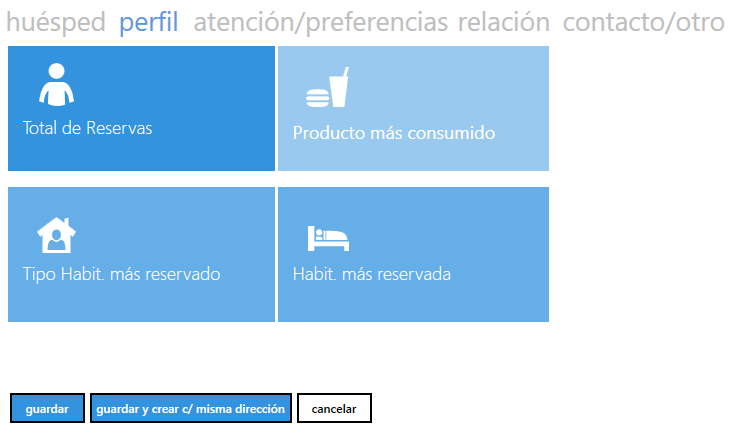 huésped perfil atención/preferencias relación contacto/otro
Total de Reservas
Producto más consumido
Tipo Habit. más reservado
Habit. más reservada
guardar
guardar y crear c/ misma dirección
cancelar